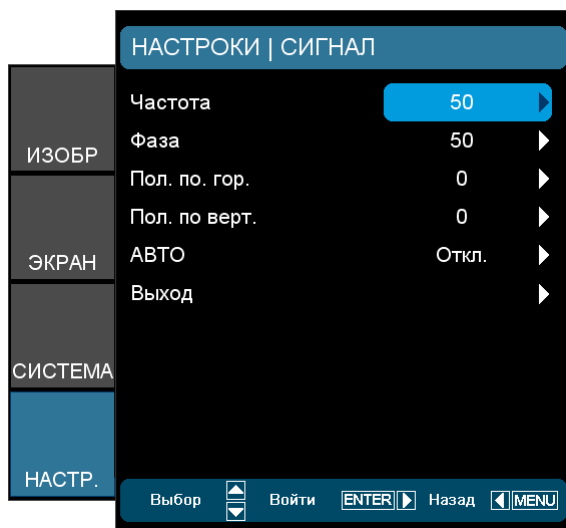 НАСТРОКИ | СИГНАЛ
Частота 50
Фаза 50
Пол. по. гор. 0
Пол. по верт. 0
АВТО Откл.
Выход
ИЗОБР
ЭКРАН
СИСТЕМА
НАСТР.
Выбор Войти ENTER Назад MENU